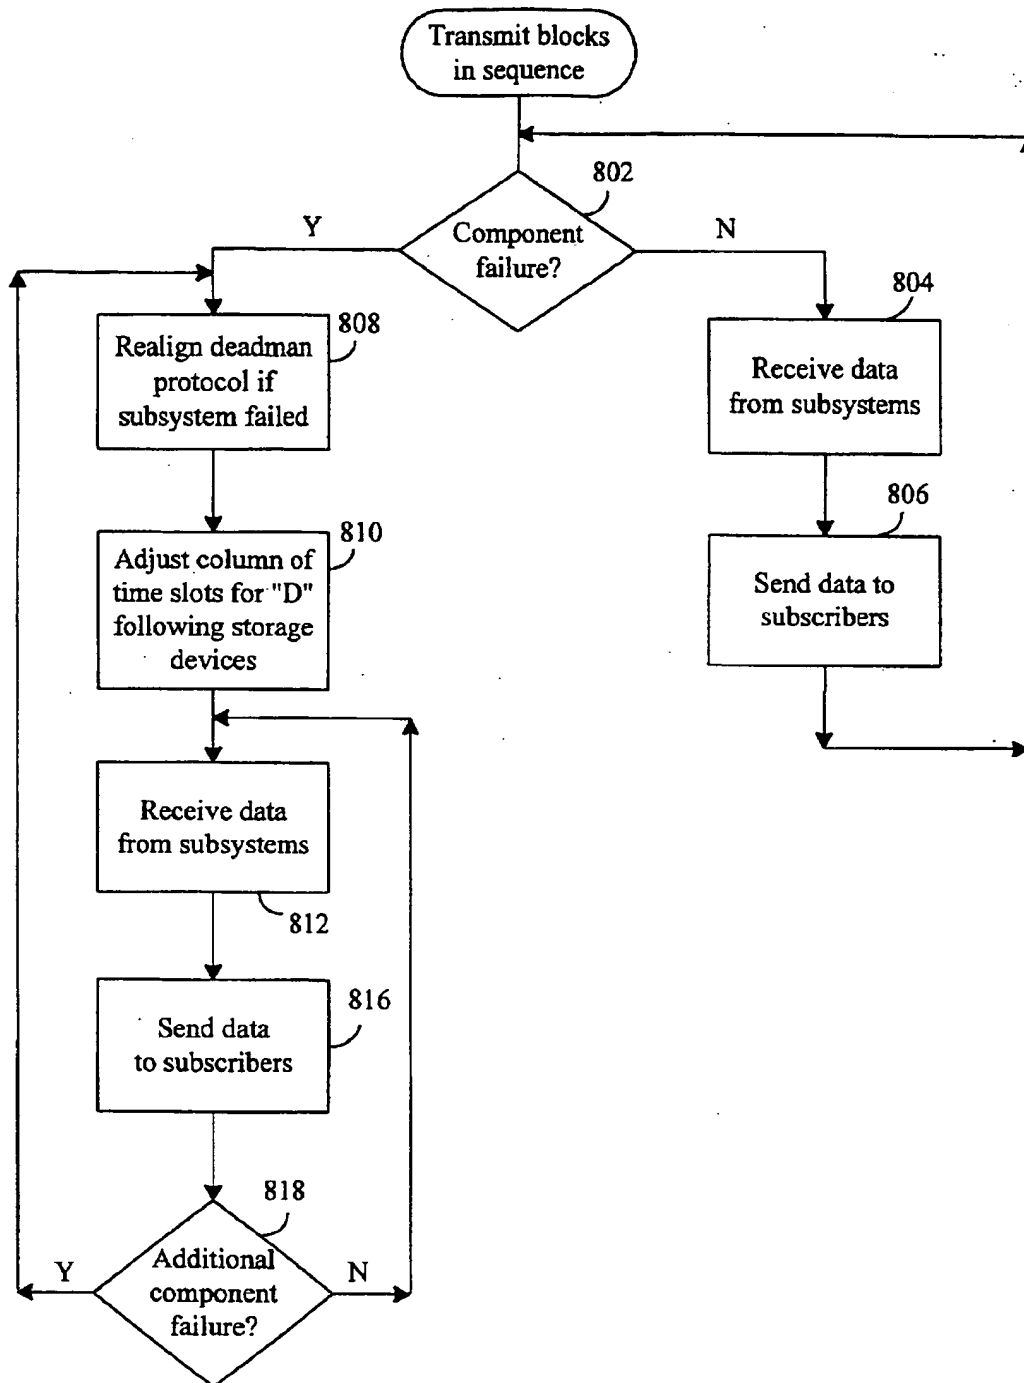 Transmit blocks
in sequence
802
Component
failure?
Y
N
804
Receive data
from subsystems
806
Send data to
subscribers
808
Realign deadman
protocol if
subsystem failed
810
Adjust column of
time slots for "D"
following storage
devices
Receive data
from subsystems
812
816
Send data
to subscribers
818
Additional
component
failure?
Y
N